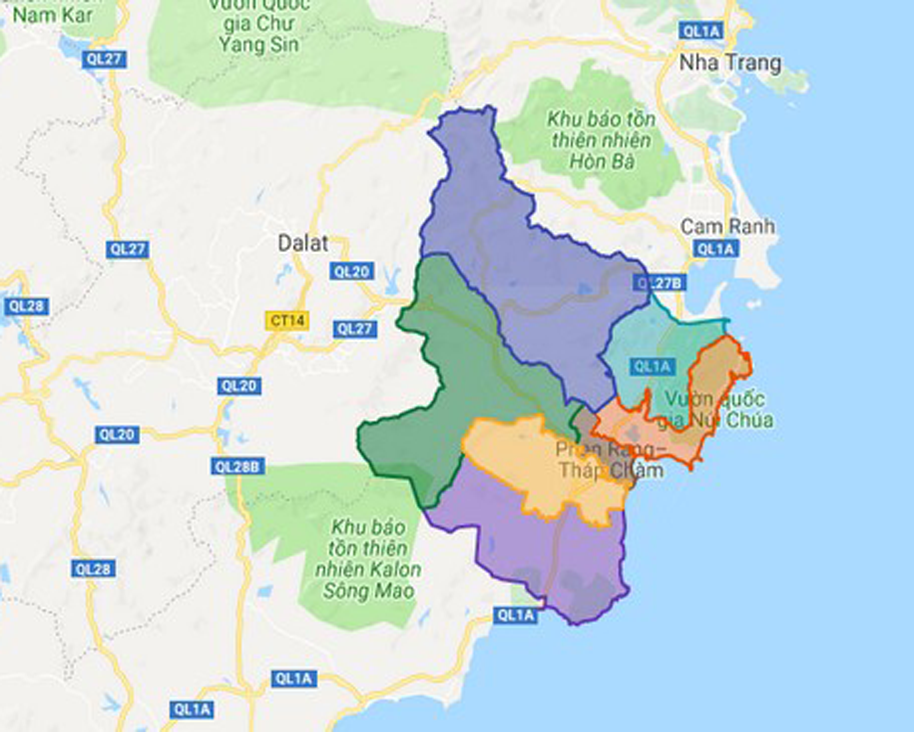 Nam Kar
Vườn Quốc
gia Chư
Yang Sin
QL1A
QL27
Nha Trang
Khu bảo tồn
thiên nhiên
Hòn Bà
Cam Ranh
QL1A
Dalat
QL27
QL20
QL27B
QL28
CT14
QL27
QL1A
QL20
Vườn quốc
gia Núi Chúa
QL20
Phan Rang–
Tháp Chàm
QL28B
Khu bảo
tồn thiên
nhiên Kalon
Sông Mao
QL28
QL1A
QL1A
QL1A